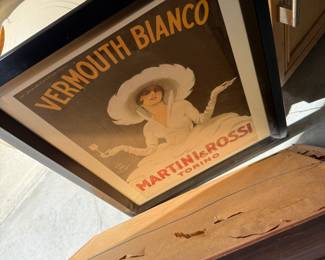 VERMOUTH BIANCO
MARTINI & ROSSI
TORINO